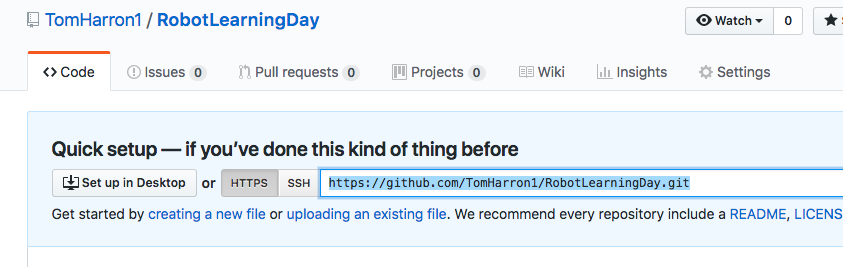 TomHarron1 / RobotLearningDay
Watch 0
Code Issues 0 Pull requests 0 Projects 0 Wiki Insights Settings
Quick setup — if you've done this kind of thing before
Set up in Desktop or HTTPS SSH https://github.com/TomHarron1/RobotLearningDay.git
Get started by creating a new file or uploading an existing file. We recommend every repository include a README, LICENS